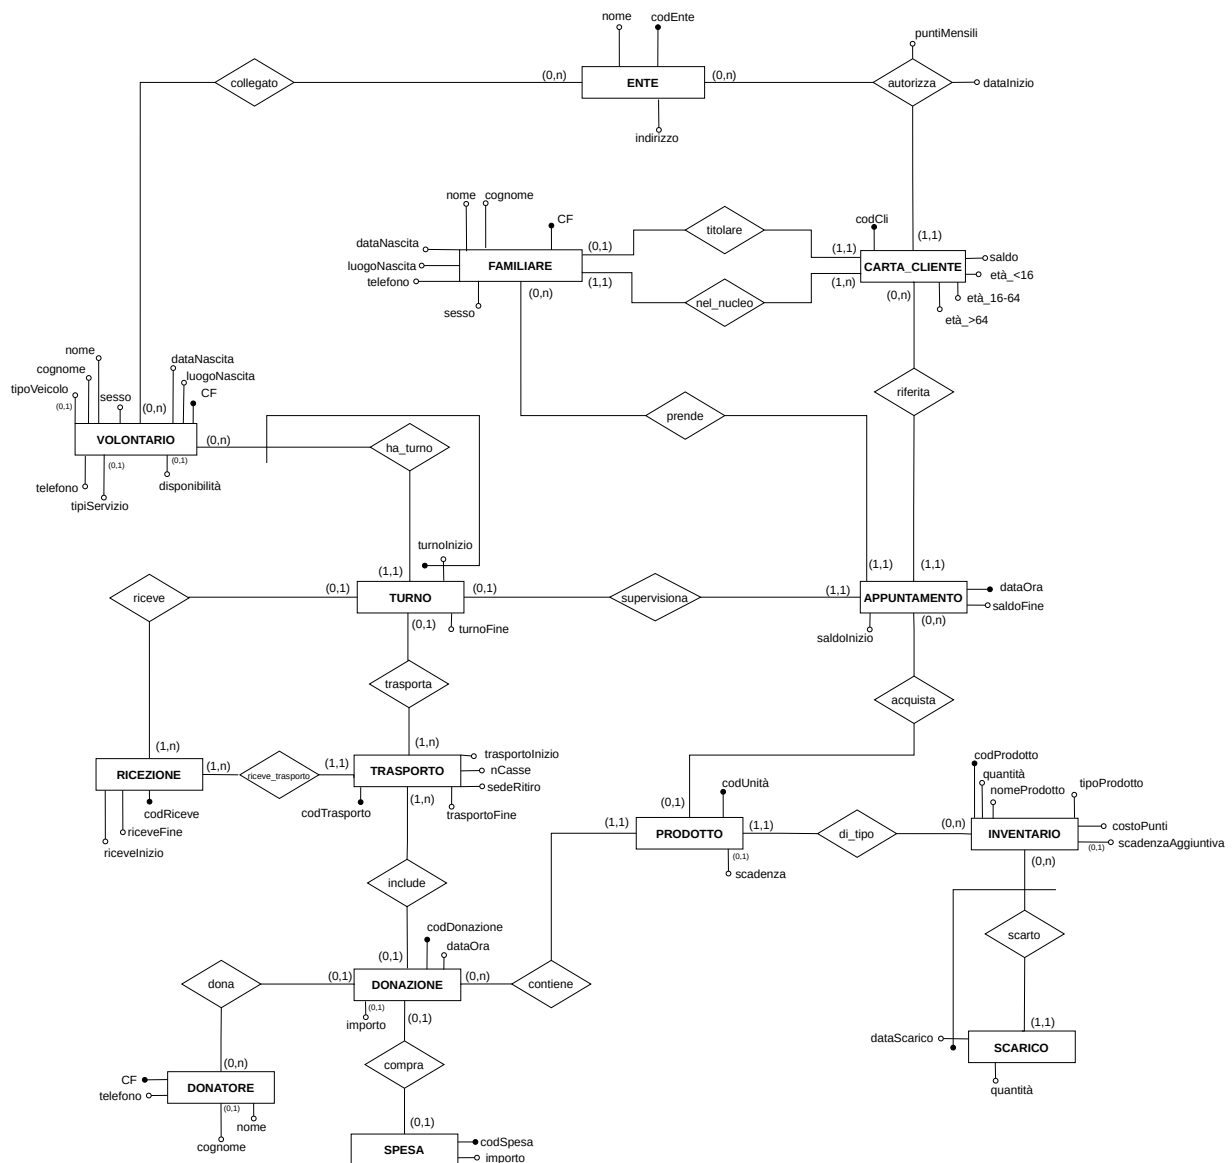 nome
codEnte
puntiMensili
collegato
(0,n)
ENTE
(0,n)
autorizza
dataInizio
indirizzo
nome
cognome
CF
titolare
codCli
dataNascita
(0,1)
(1,1)
(1,1)
luogoNascita
FAMILIARE
CARTA_CLIENTE
saldo
telefono
(0,n)
(1,1)
nel_nucleo
(1,n)
(0,n)
età_<16
età_16-64
sesso
età_>64
nome
dataNascita
cognome
luogoNascita
tipoVeicolo
sesso
CF
(0,1)
(0,n)
riferita
prende
VOLONTARIO
(0,n)
ha_turno
(0,1)
(0,1)
telefono
disponibilità
tipiServizio
turnoInizio
(1,1)
(1,1)
(1,1)
riceve
(0,1)
TURNO
(0,1)
supervisiona
(1,1)
APPUNTAMENTO
dataOra
saldoFine
(0,1)
turnoFine
saldoInizio
(0,n)
trasporta
acquista
(1,n)
(1,n)
trasportoInizio
RICEZIONE
(1,n)
riceve_trasporto
(1,1)
TRASPORTO
nCasse
sedeRitiro
codRiceve
codTrasporto
(1,n)
trasportoFine
riceveFine
riceveInizio
codProdotto
quantità
nomeProdotto
tipoProdotto
codUnità
(0,1)
(1,1)
PRODOTTO
(1,1)
di_tipo
(0,n)
INVENTARIO
costoPunti
(0,1)
scadenzaAggiuntiva
(0,1)
scadenza
(0,n)
include
codDonazione
dataOra
scarto
(0,1)
dona
(0,1)
DONAZIONE
(0,n)
contiene
(0,1)
importo
(0,1)
(1,1)
dataScarico
SCARICO
compra
(0,n)
CF
DONATORE
telefono
(0,1)
nome
cognome
quantità
(0,1)
SPESA
codSpesa
importo